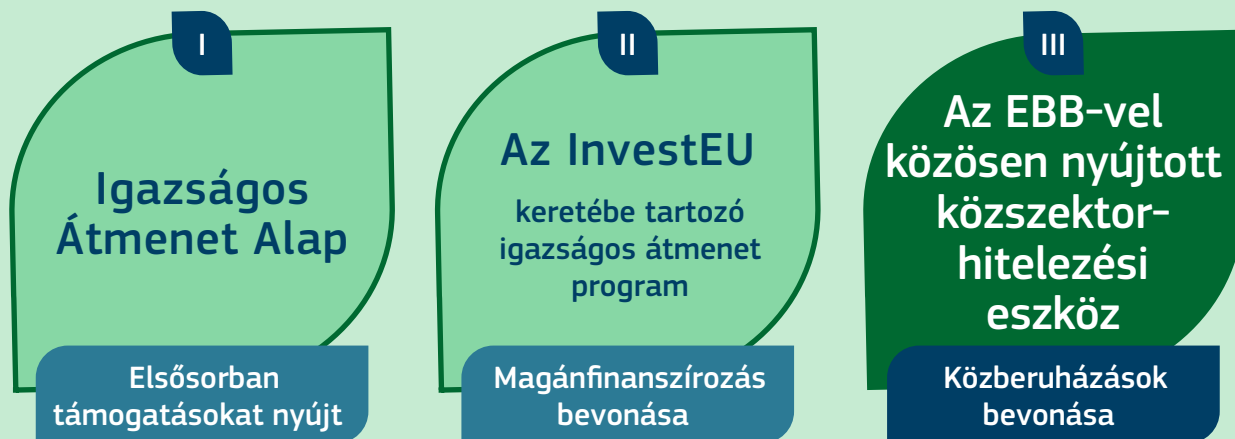 I
Igazságos
Átmenet Alap
Elsősorban
támogatásokat nyújt
II
Az InvestEU
keretébe tartozó
igazságos átmenet
program
Magánfinanszírozás
bevonása
III
Az EBB-vel
közösen nyújtott
közszektor-
hitelezési
eszköz
Közberuházások
bevonása